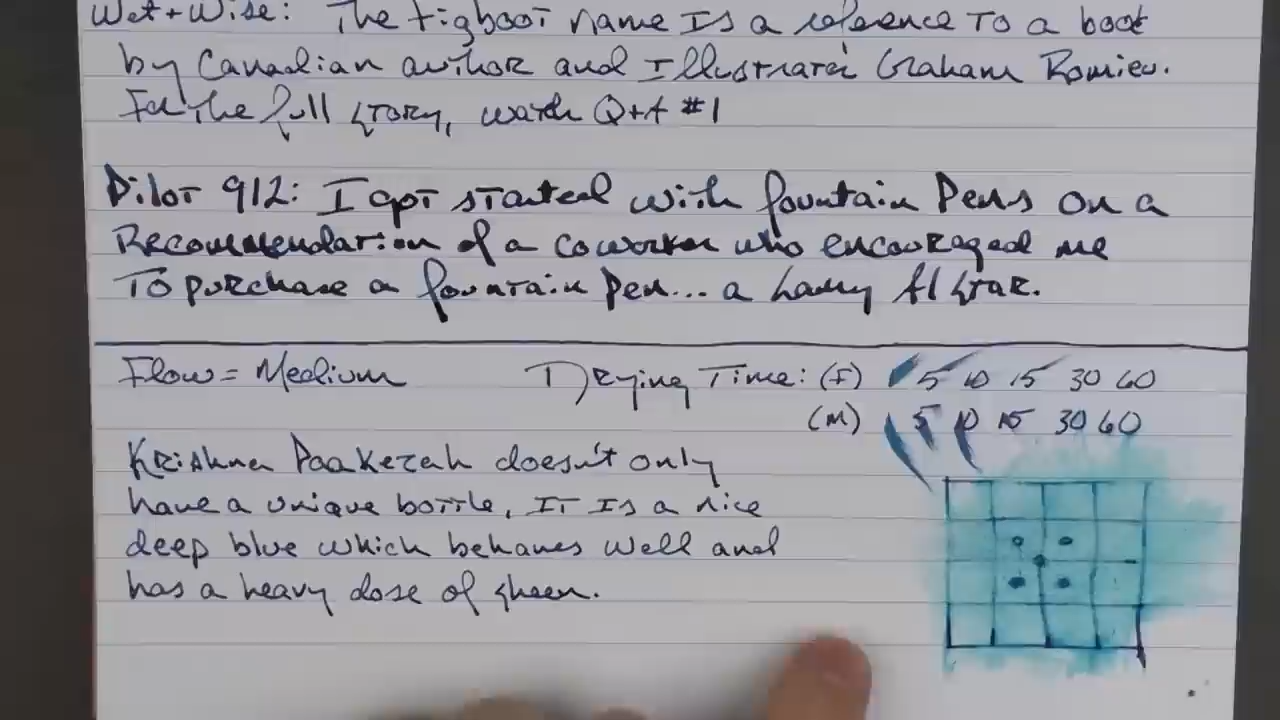 Wet + Wise: The Figboot name Is a reference To a book
by Canadian author and Illustrator Graham Romieu.
For the full story, watch Q+A #1
Pilot 912: I got started with fountain Pens on a
Recommendation of a coworker who encouraged me
To purchase a fountain Pen... a Lamy Al Star.
Flow = Medium Drying Time: (F) 5 10 15 30 60
(M) 5 10 15 30 60
Krishna Paakezah doesn't only
have a unique bottle, It Is a nice
deep blue which behaves well and
has a heavy dose of sheen.